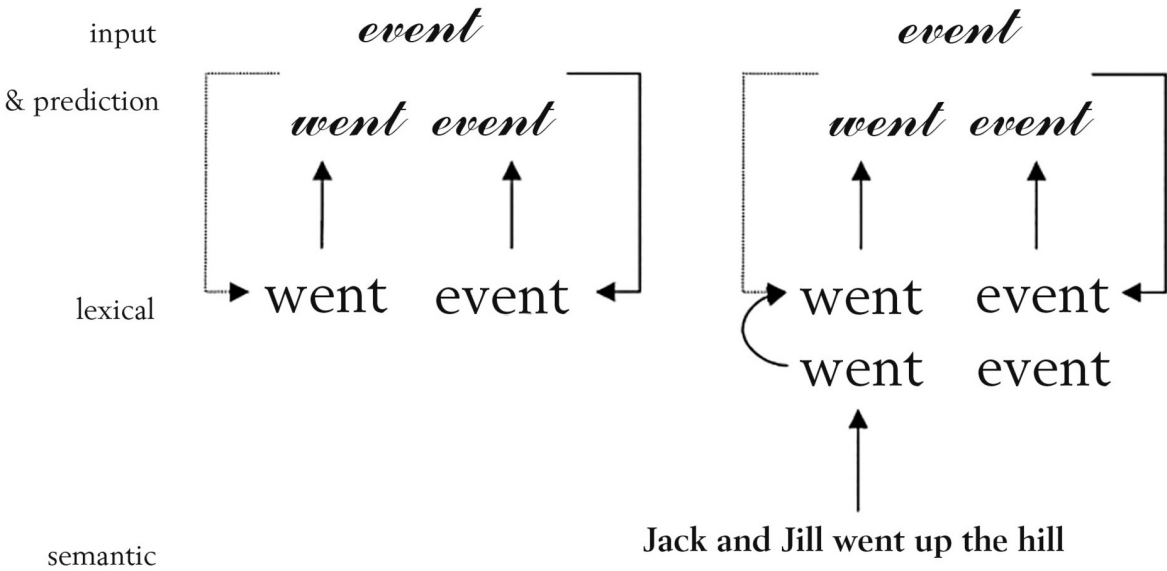 input event event
& prediction
went event went event
lexical went event went event
went event
Jack and Jill went up the hill
semantic